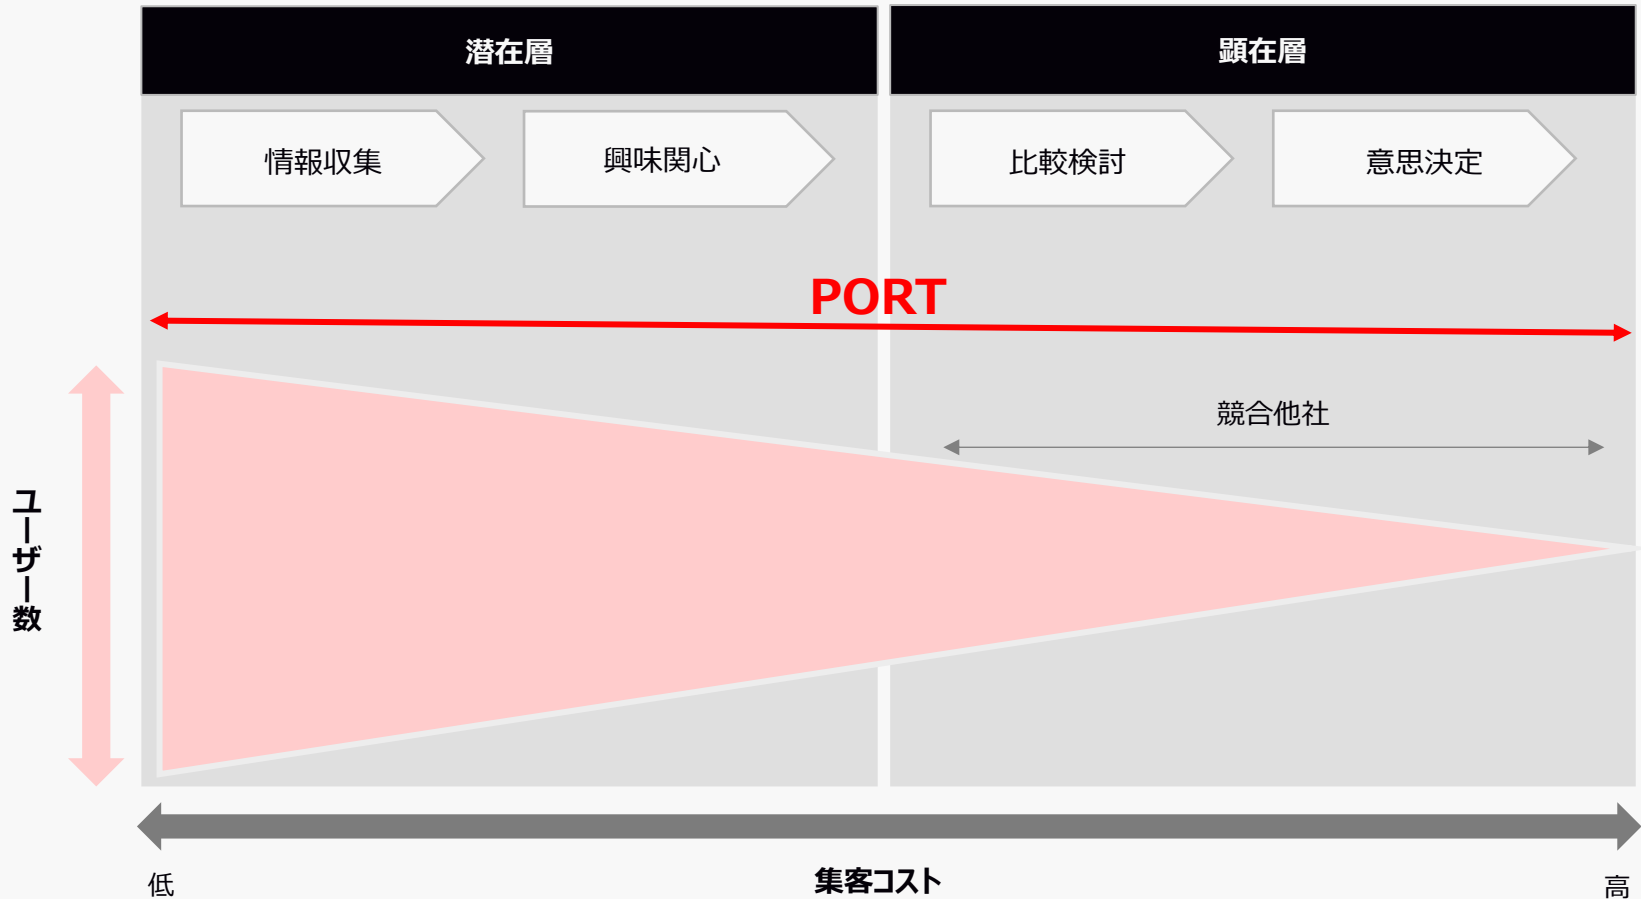 潜在層
顕在層
情報収集
興味関心
比較検討
意思決定
PORT
競合他社
ユーザー数
低
集客コスト
高